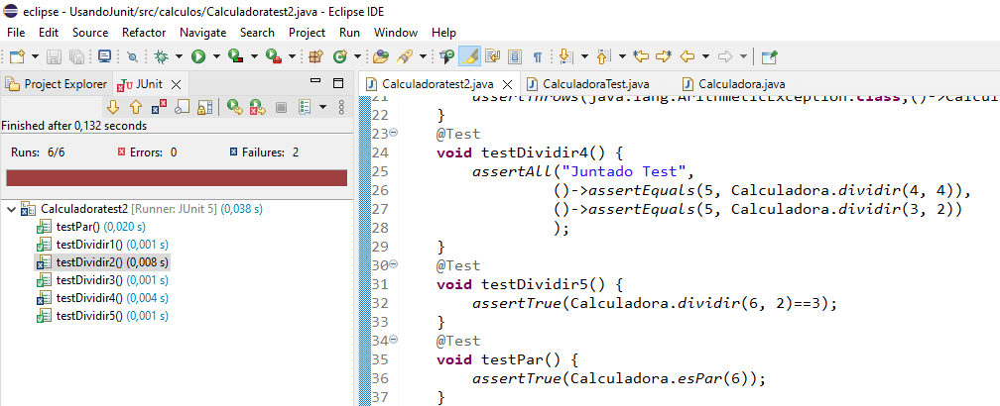 eclipse - UsandoJunit/src/calculos/Calculadoratest2.java - Eclipse IDE
File Edit Source Refactor Navigate Search Project Run Window Help
Project Explorer JUnit
Finished after 0,132 seconds
Runs: 6/6 Errors: 0 Failures: 2
Calculadoratest2 [Runner: JUnit 5] (0,038 s)
testPar() (0,020 s)
testDividir1() (0,001 s)
testDividir2() (0,008 s)
testDividir3() (0,001 s)
testDividir4() (0,004 s)
testDividir5() (0,001 s)
Calculadoratest2.java CalculadoraTest.java Calculadora.java
21 assertThrows(java.lang.ArithmeticException.class,()->Calcul
22 }
23 @Test
24 void testDividir4() {
25 assertAll("Juntado Test",
26 ()->assertEquals(5, Calculadora.dividir(4, 4)),
27 ()->assertEquals(5, Calculadora.dividir(3, 2))
28 );
29 }
30 @Test
31 void testDividir5() {
32 assertTrue(Calculadora.dividir(6, 2)==3);
33 }
34 @Test
35 void testPar() {
36 assertTrue(Calculadora.esPar(6));
37 }